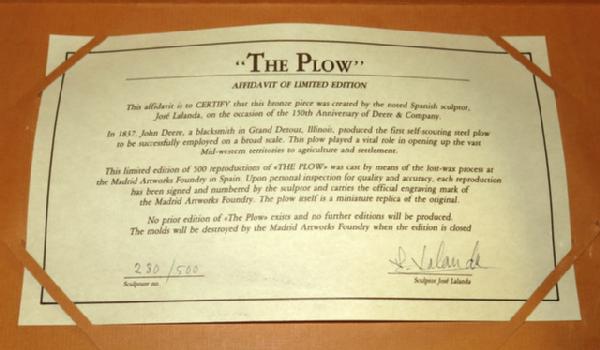 “THE PLOW”
AFFIDAVIT OF LIMITED EDITION
This affidavit is to CERTIFY that this bronze piece was created by the noted Spanish sculptor,
José Lalanda, on the occasion of the 150th Anniversary of Deere & Company.
In 1837, John Deere, a blacksmith in Grand Detour, Illinois, produced the first self-scouring steel plow
to be successfully employed on a broad scale. This plow played a vital role in opening up the vast
Mid-western territories to agriculture and settlement.
This limited edition of 500 reproductions of «THE PLOW» was cast by means of the lost-wax process at
the Madrid Artworks Foundry in Spain. Upon personal inspection for quality and accuracy, each reproduction
has been signed and numbered by the sculptor and carries the official engraving mark of
the Madrid Artworks Foundry. The plow itself is a miniature replica of the original.
No prior edition of «The Plow» exists and no further editions will be produced.
The molds will be destroyed by the Madrid Artworks Foundry when the edition is closed
230/500
Sculpture no.
Lalanda
Sculptor José Lalanda